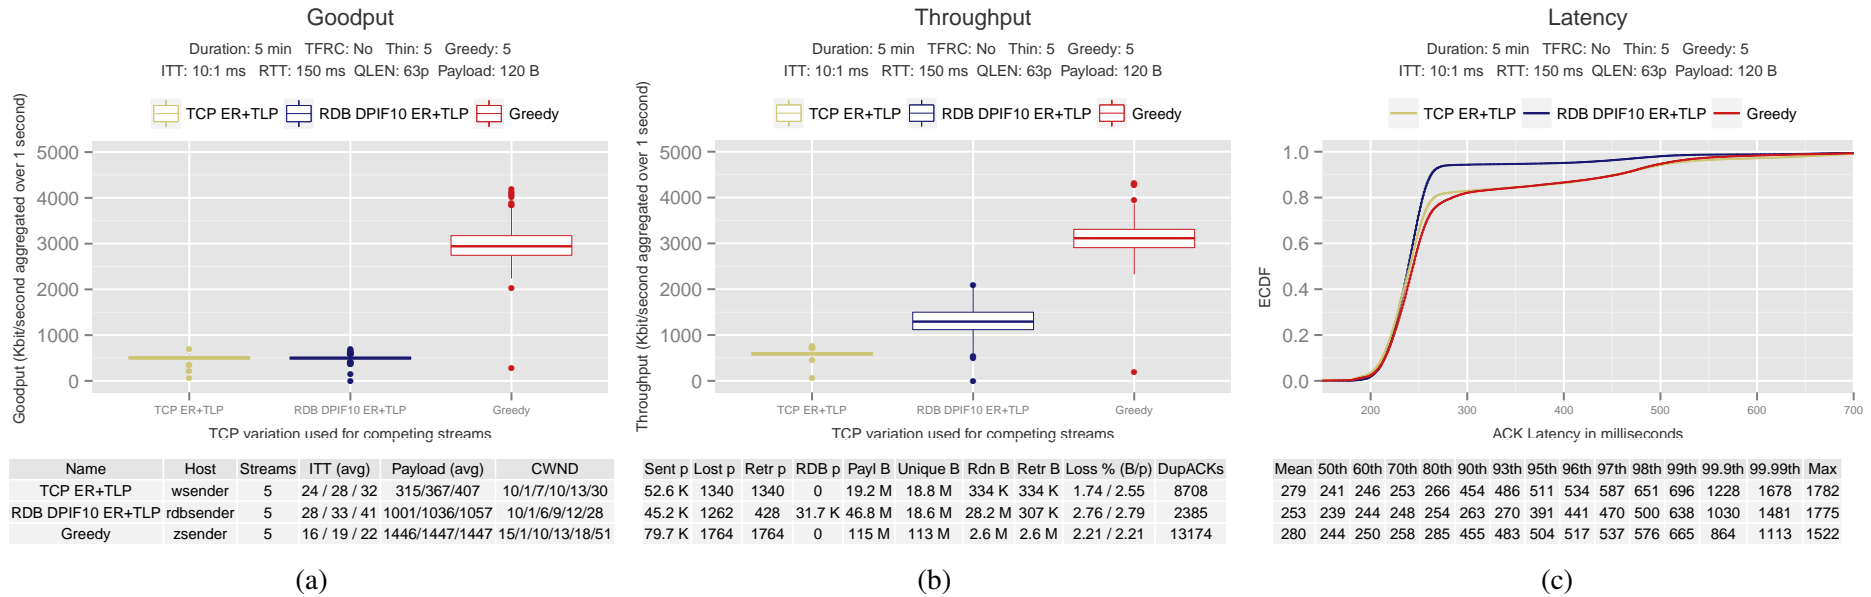 Goodput
Duration: 5 min TFRC: No Thin: 5 Greedy: 5
ITT: 10:1 ms RTT: 150 ms QLEN: 63p Payload: 120 B
TCP ER+TLP RDB DPIF10 ER+TLP Greedy
Goodput (Kbit/second aggregated over 1 second)
5000
4000
3000
2000
1000
0
TCP ER+TLP RDB DPIF10 ER+TLP Greedy
TCP variation used for competing streams
Name Host Streams ITT (avg) Payload (avg) CWND
TCP ER+TLP wsender 5 24 / 28 / 32 315/367/407 10/1/7/10/13/30
RDB DPIF10 ER+TLP rdbsender 5 28 / 33 / 41 1001/1036/1057 10/1/6/9/12/28
Greedy zsender 5 16 / 19 / 22 1446/1447/1447 15/1/10/13/18/51
(a)
Throughput
Duration: 5 min TFRC: No Thin: 5 Greedy: 5
ITT: 10:1 ms RTT: 150 ms QLEN: 63p Payload: 120 B
TCP ER+TLP RDB DPIF10 ER+TLP Greedy
Throughput (Kbit/second aggregated over 1 second)
5000
4000
3000
2000
1000
0
TCP ER+TLP RDB DPIF10 ER+TLP Greedy
TCP variation used for competing streams
Sent p Lost p Retr p RDB p Payl B Unique B Rdn B Retr B Loss % (B/p) DupACKs
52.6 K 1340 1340 0 19.2 M 18.8 M 334 K 334 K 1.74 / 2.55 8708
45.2 K 1262 428 31.7 K 46.8 M 18.6 M 28.2 M 307 K 2.76 / 2.79 2385
79.7 K 1764 1764 0 115 M 113 M 2.6 M 2.6 M 2.21 / 2.21 13174
(b)
Latency
Duration: 5 min TFRC: No Thin: 5 Greedy: 5
ITT: 10:1 ms RTT: 150 ms QLEN: 63p Payload: 120 B
TCP ER+TLP RDB DPIF10 ER+TLP Greedy
ECDF
1.0
0.8
0.6
0.4
0.2
0.0
200 300 400 500 600 700
ACK Latency in milliseconds
Mean 50th 60th 70th 80th 90th 93th 95th 96th 97th 98th 99th 99.9th 99.99th Max
279 241 246 253 266 454 486 511 534 587 651 696 1228 1678 1782
253 239 244 248 254 263 270 391 441 470 500 638 1030 1481 1775
280 244 250 258 285 455 483 504 517 537 576 665 864 1113 1522
(c)